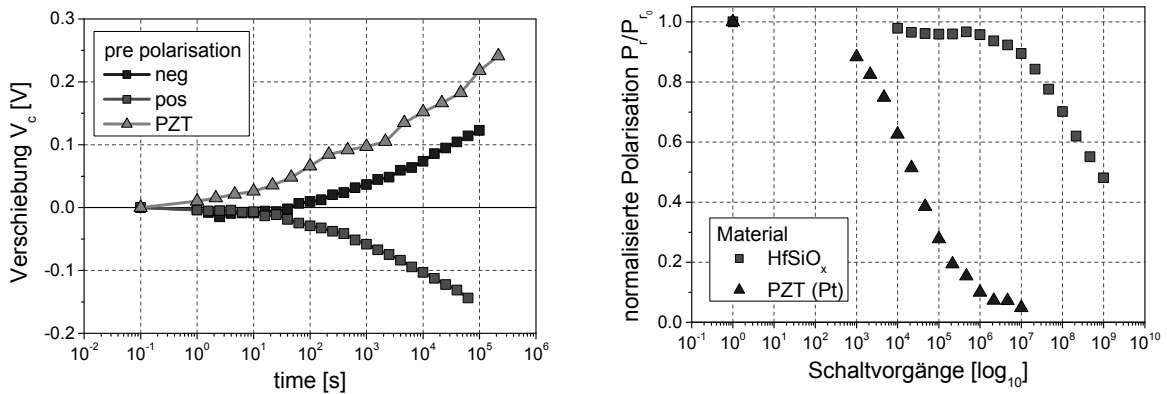 0.3
0.2
0.1
0.0
-0.1
-0.2
Verschiebung V_c [V]
pre polarisation
neg
pos
PZT
10^-2 10^-1 10^0 10^1 10^2 10^3 10^4 10^5 10^6
time [s]
1.0
0.8
0.6
0.4
0.2
0.0
normalisierte Polarisation P_r/P_r_0
Material
HfSiO_x
PZT (Pt)
10^-1 10^0 10^1 10^2 10^3 10^4 10^5 10^6 10^7 10^8 10^9 10^10
Schaltvorgänge [log_10]